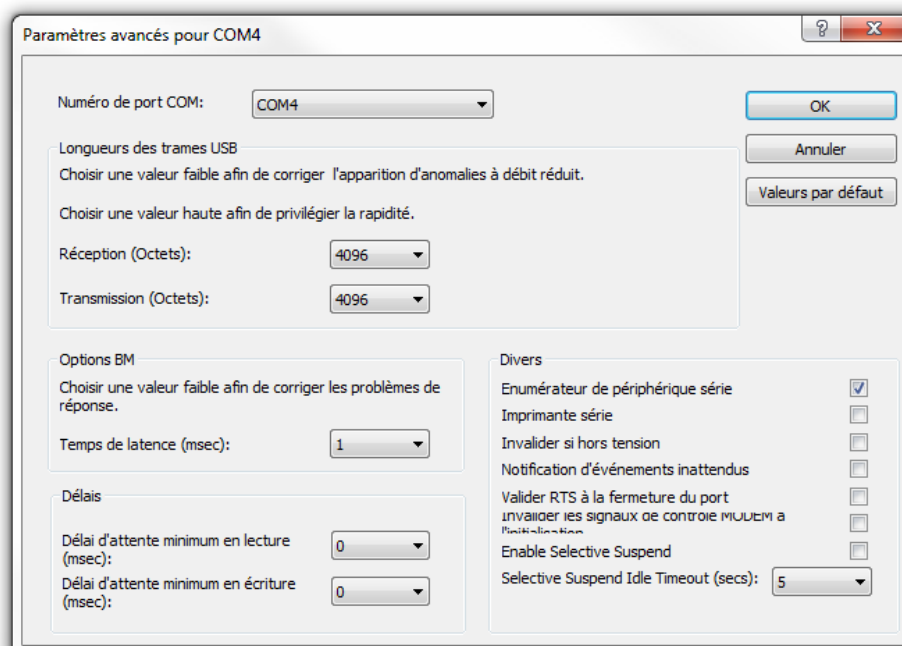 Paramètres avancés pour COM4
Numéro de port COM:
COM4
OK
Annuler
Valeurs par défaut
Longueurs des trames USB
Choisir une valeur faible afin de corriger l'apparition d'anomalies à débit réduit.
Choisir une valeur haute afin de privilégier la rapidité.
Réception (Octets):
4096
Transmission (Octets):
4096
Options BM
Choisir une valeur faible afin de corriger les problèmes de
réponse.
Temps de latence (msec):
1
Délais
Délai d'attente minimum en lecture
(msec):
0
Délai d'attente minimum en écriture
(msec):
0
Divers
Enumérateur de périphérique série
Imprimante série
Invalider si hors tension
Notification d'événements inattendus
Valider RTS à la fermeture du port
Invalider les signaux de contrôle MODEM à
l'initialisation
Enable Selective Suspend
Selective Suspend Idle Timeout (secs):
5